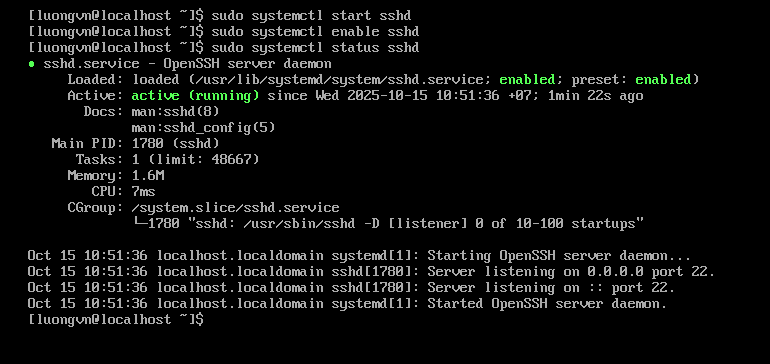 [luongvn@localhost ~]$ sudo systemctl start sshd
[luongvn@localhost ~]$ sudo systemctl enable sshd
[luongvn@localhost ~]$ sudo systemctl status sshd
● sshd.service - OpenSSH server daemon
     Loaded: loaded (/usr/lib/systemd/system/sshd.service; enabled; preset: enabled)
     Active: active (running) since Wed 2025-10-15 10:51:36 +07; 1min 22s ago
       Docs: man:sshd(8)
             man:sshd_config(5)
   Main PID: 1780 (sshd)
      Tasks: 1 (limit: 48667)
     Memory: 1.6M
        CPU: 7ms
     CGroup: /system.slice/sshd.service
             └─1780 "sshd: /usr/sbin/sshd -D [listener] 0 of 10-100 startups"
Oct 15 10:51:36 localhost.localdomain systemd[1]: Starting OpenSSH server daemon...
Oct 15 10:51:36 localhost.localdomain sshd[1780]: Server listening on 0.0.0.0 port 22.
Oct 15 10:51:36 localhost.localdomain sshd[1780]: Server listening on :: port 22.
Oct 15 10:51:36 localhost.localdomain systemd[1]: Started OpenSSH server daemon.
[luongvn@localhost ~]$